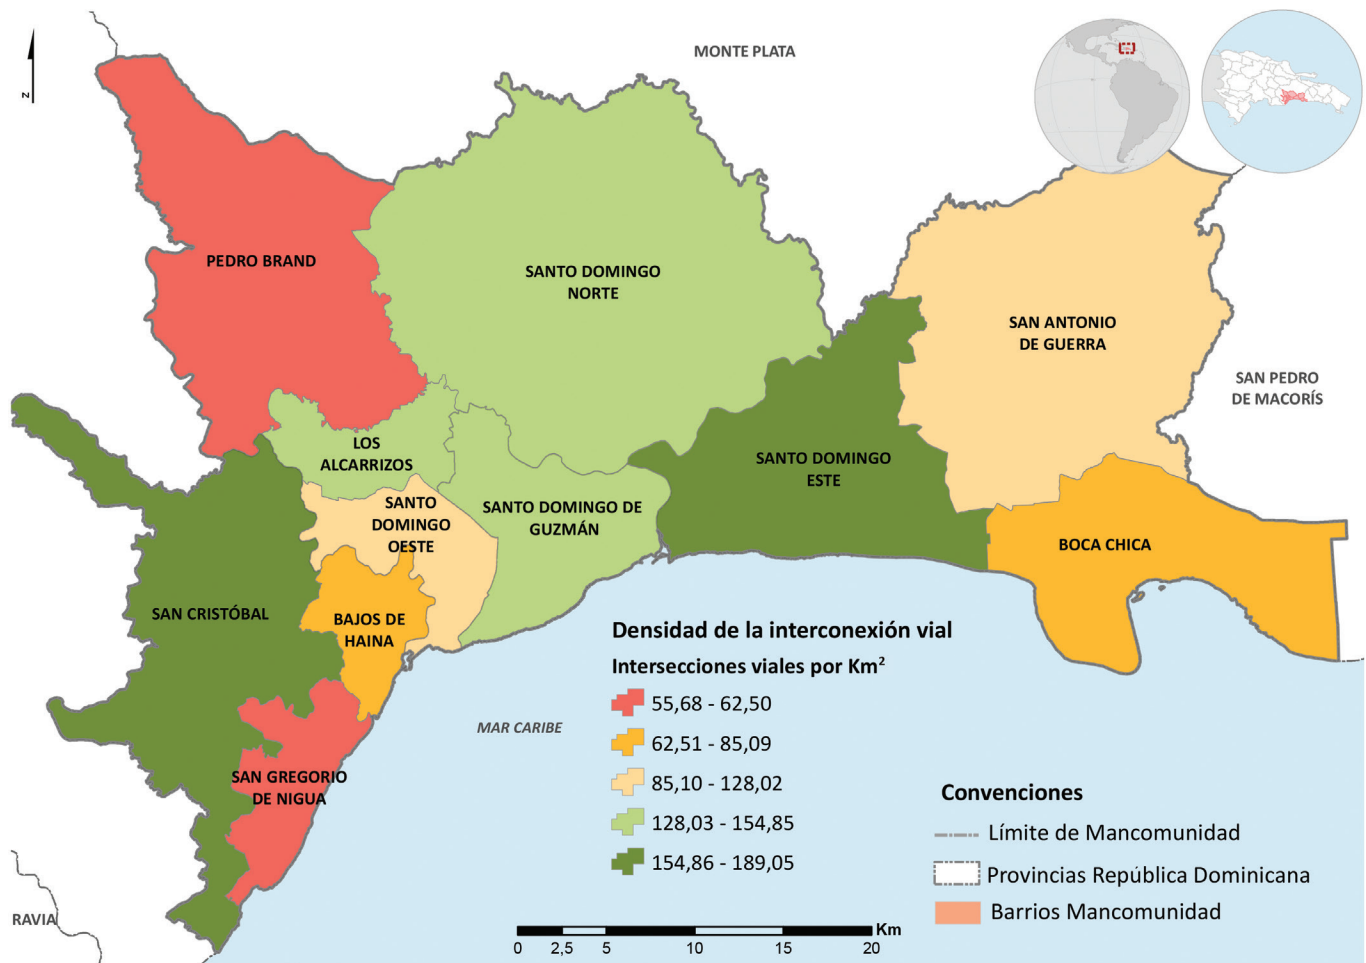 MONTE PLATA
N
PEDRO BRAND
SANTO DOMINGO
NORTE
SAN ANTONIO
DE GUERRA
SAN PEDRO
DE MACORÍS
LOS
ALCARRIZOS
SANTO DOMINGO
ESTE
SANTO
DOMINGO
OESTE
SANTO DOMINGO DE
GUZMÁN
BOCA CHICA
SAN CRISTÓBAL
BAJOS DE
HAINA
SAN GREGORIO
DE NIGUA
MAR CARIBE
RAVIA
Densidad de la interconexión vial
Intersecciones viales por Km²
55,68 - 62,50
62,51 - 85,09
85,10 - 128,02
128,03 - 154,85
154,86 - 189,05
Convenciones
Límite de Mancomunidad
Provincias República Dominicana
Barrios Mancomunidad
Km
0 2,5 5 10 15 20